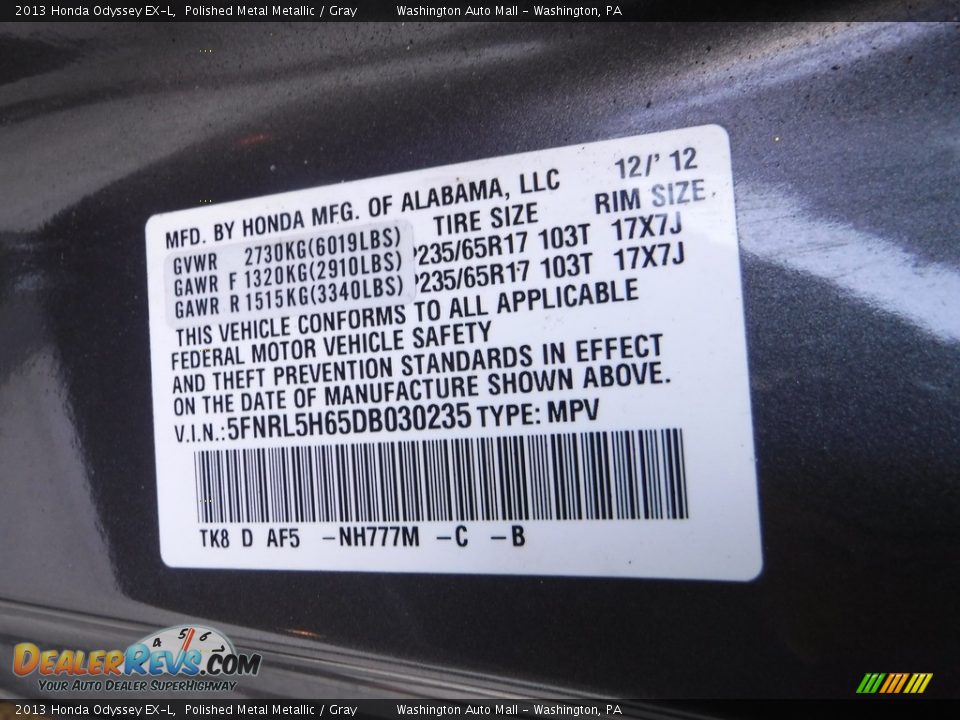 2013 Honda Odyssey EX-L, Polished Metal Metallic / Gray Washington Auto Mall - Washington, PA
12/' 12
MFD. BY HONDA MFG. OF ALABAMA, LLC
TIRE SIZE RIM SIZE
GVWR 2730KG(6019LBS)
GAWR F 1320KG(2910LBS) P235/65R17 103T 17X7J
GAWR R 1515KG(3340LBS) P235/65R17 103T 17X7J
THIS VEHICLE CONFORMS TO ALL APPLICABLE
FEDERAL MOTOR VEHICLE SAFETY
AND THEFT PREVENTION STANDARDS IN EFFECT
ON THE DATE OF MANUFACTURE SHOWN ABOVE.
V.I.N.:5FNRL5H65DB030235 TYPE: MPV
TK8 D AF5 -NH777M -C -B
4 5 6 7
DEALERREVS.COM
YOUR AUTO DEALER SUPERHIGHWAY
2013 Honda Odyssey EX-L, Polished Metal Metallic / Gray Washington Auto Mall - Washington, PA